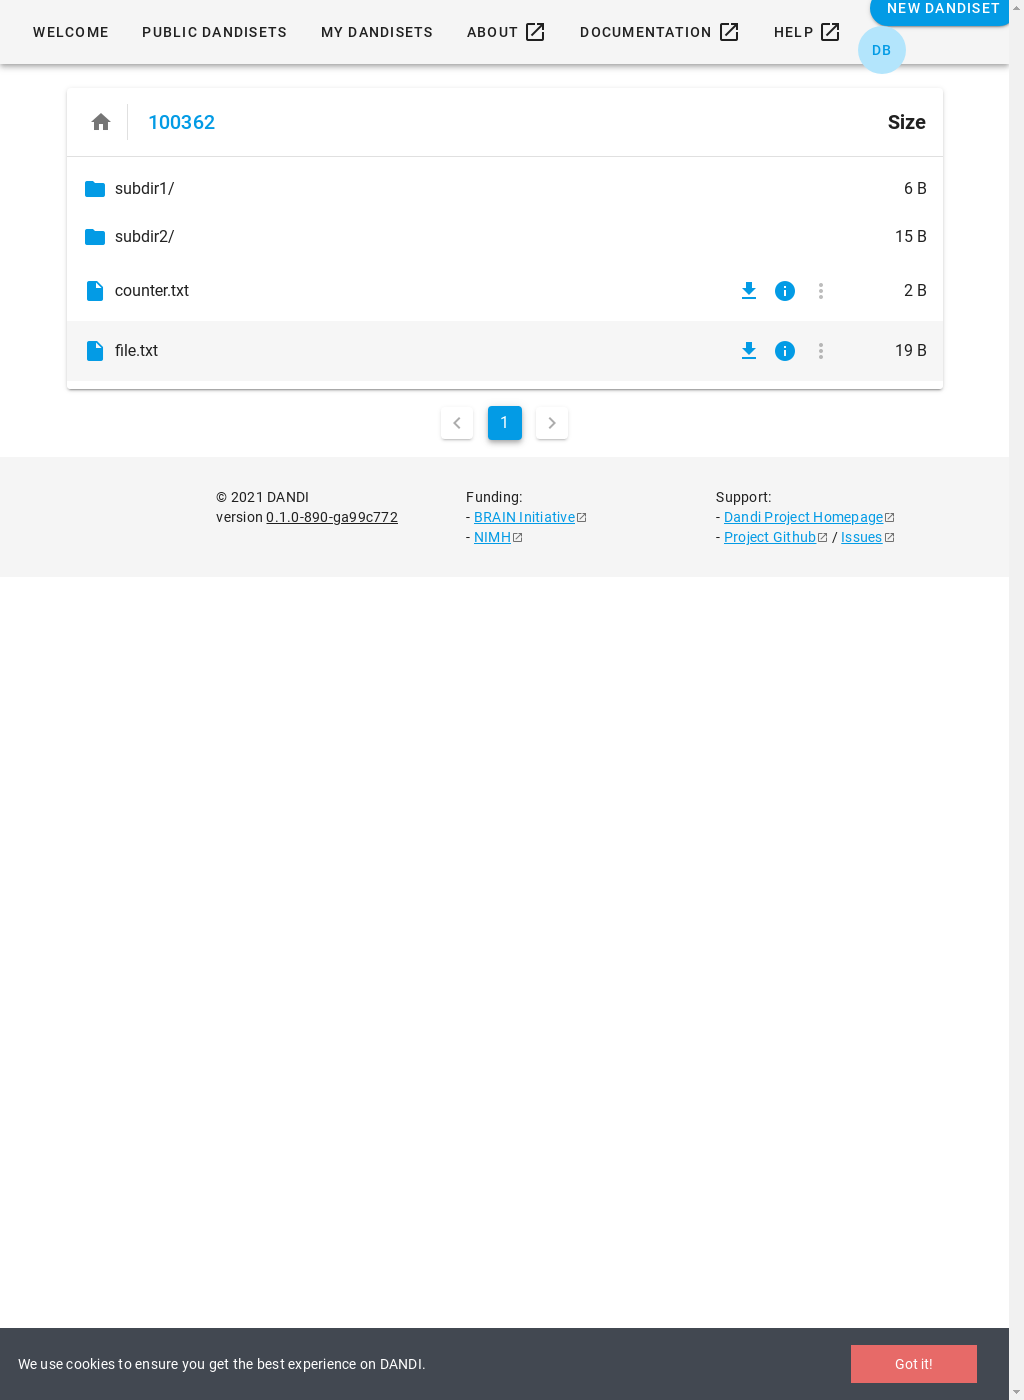 NEW DANDISET
WELCOME PUBLIC DANDISETS MY DANDISETS ABOUT DOCUMENTATION HELP
DB
100362 Size
subdir1/ 6 B
subdir2/ 15 B
counter.txt 2 B
file.txt 19 B
1
© 2021 DANDI
version 0.1.0-890-ga99c772
Funding:
- BRAIN Initiative
- NIMH
Support:
- Dandi Project Homepage
- Project Github / Issues
We use cookies to ensure you get the best experience on DANDI. Got it!